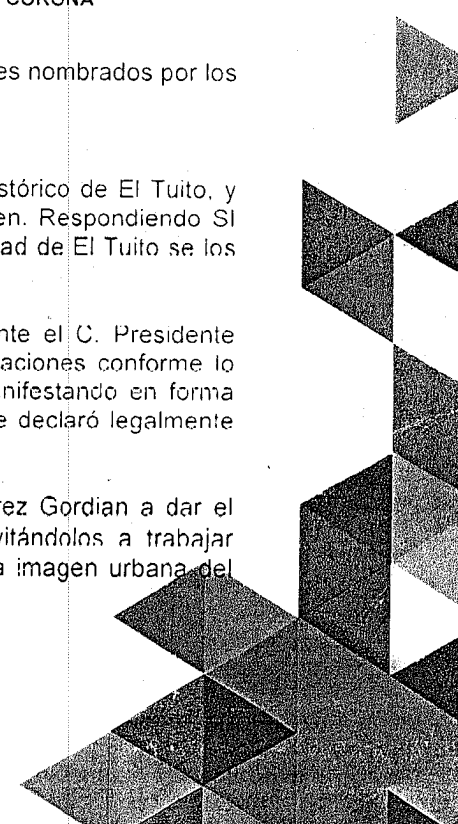 CORONA
es nombrados por los
stórico de El Tuito, y
en. Respondiendo SI
ad de El Tuito se los
nte el C. Presidente
aciones conforme lo
nifestando en forma
e declaró legalmente
rez Gordian a dar el
vitándolos a trabajar
a imagen urbana del